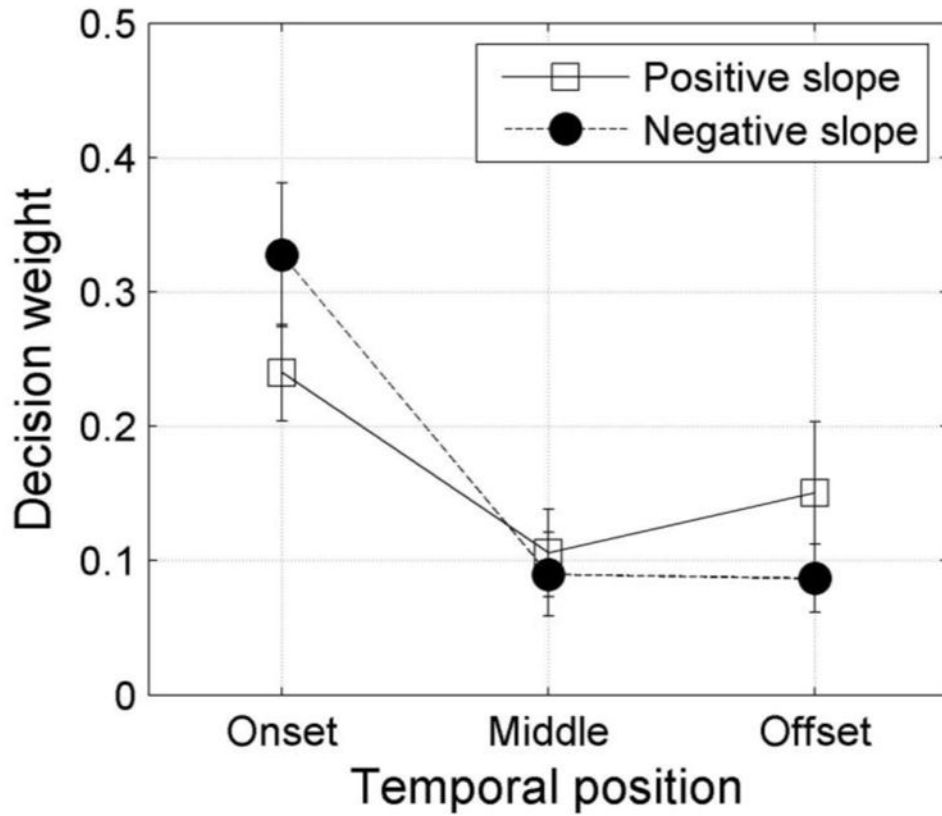 0.5
Positive slope
Negative slope
0.4
0.3
0.2
0.1
0
Decision weight
Onset Middle Offset
Temporal position